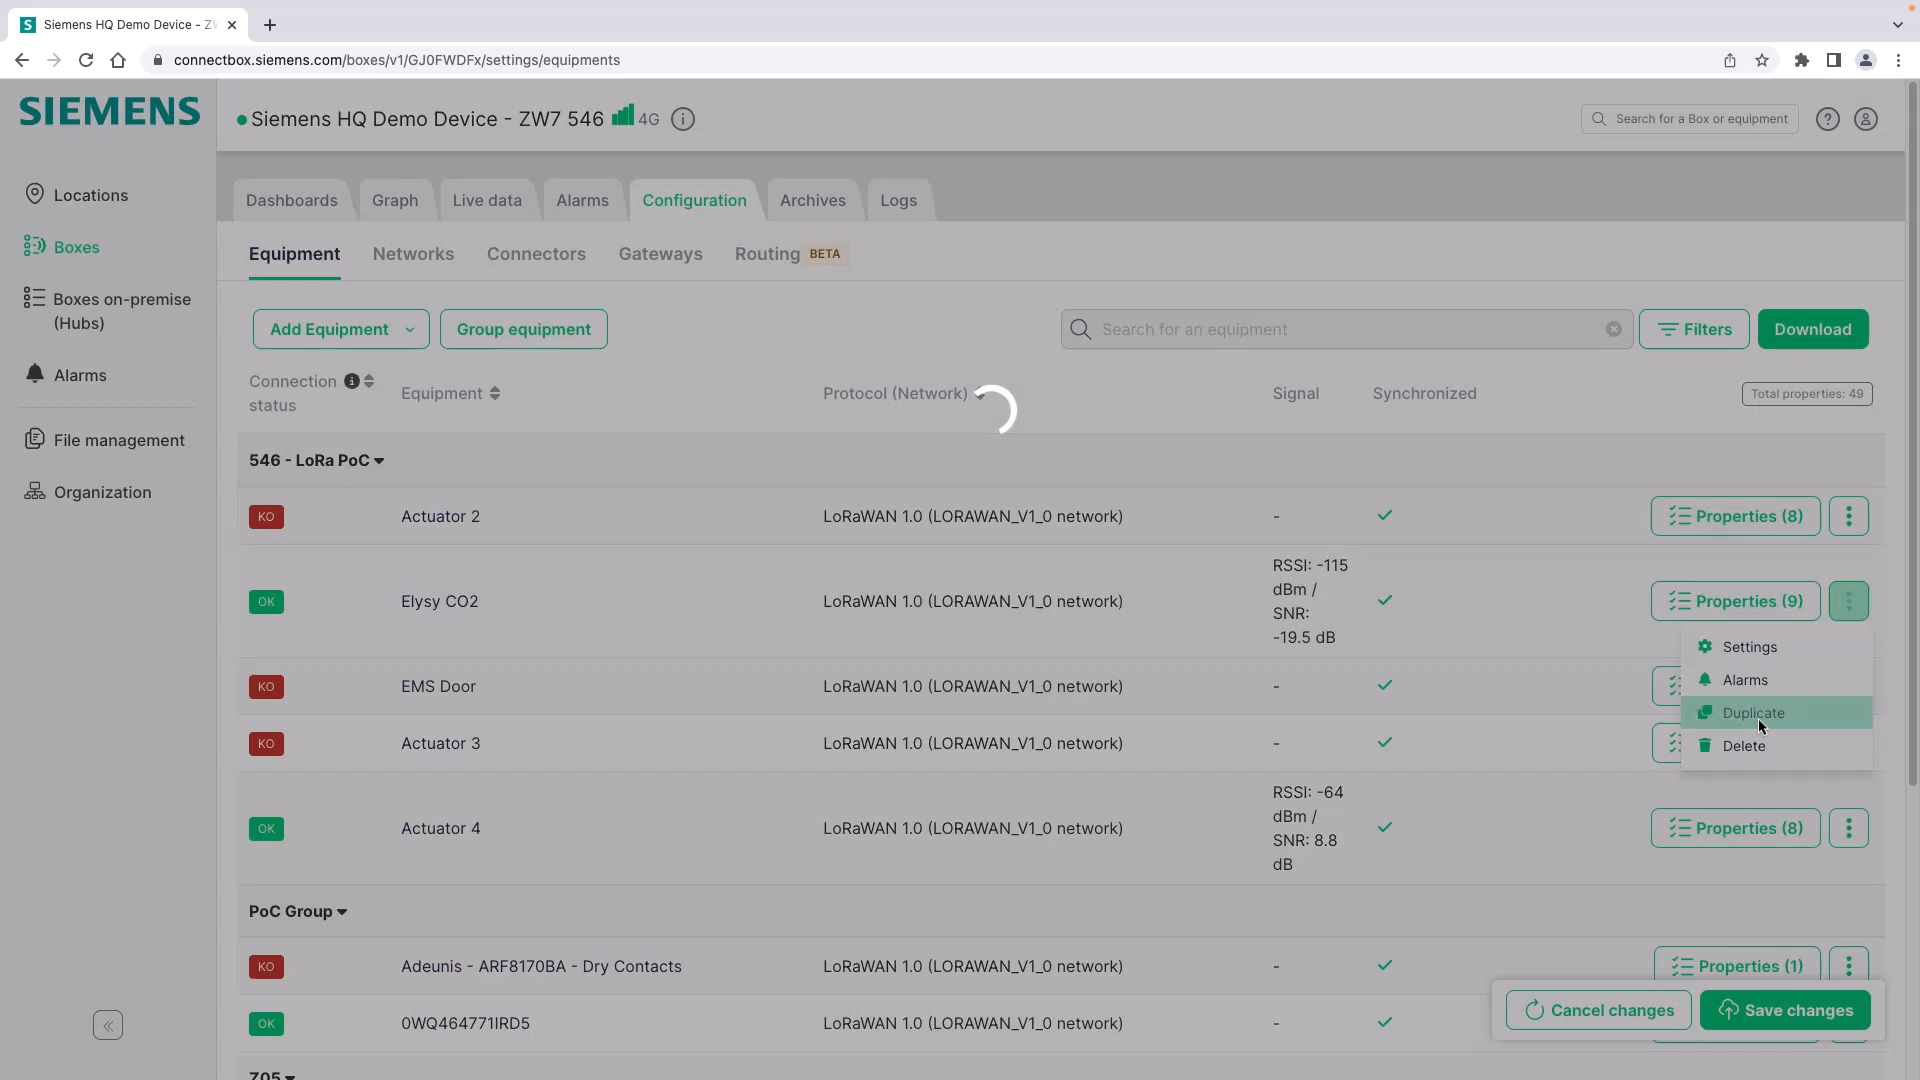 Siemens HQ Demo Device - ZW
connectbox.siemens.com/boxes/v1/GJ0FWDFx/settings/equipments
SIEMENS
Siemens HQ Demo Device - ZW7 546
4G
Search for a Box or equipment
Locations
Boxes
Boxes on-premise
(Hubs)
Alarms
File management
Organization
Dashboards
Graph
Live data
Alarms
Configuration
Archives
Logs
Equipment
Networks
Connectors
Gateways
Routing BETA
Add Equipment
Group equipment
Search for an equipment
Filters
Download
Connection
status
Equipment
Protocol (Network)
Signal
Synchronized
Total properties: 49
546 - LoRa PoC
KO Actuator 2 LoRaWAN 1.0 (LORAWAN_V1_0 network) - Properties (8)
OK Elysy CO2 LoRaWAN 1.0 (LORAWAN_V1_0 network)
RSSI: -115
dBm /
SNR:
-19.5 dB
Properties (9)
Settings
Alarms
Duplicate
Delete
KO EMS Door LoRaWAN 1.0 (LORAWAN_V1_0 network) -
KO Actuator 3 LoRaWAN 1.0 (LORAWAN_V1_0 network) -
OK Actuator 4 LoRaWAN 1.0 (LORAWAN_V1_0 network)
RSSI: -64
dBm /
SNR: 8.8
dB
Properties (8)
PoC Group
KO Adeunis - ARF8170BA - Dry Contacts LoRaWAN 1.0 (LORAWAN_V1_0 network) - Properties (1)
OK 0WQ464771IRD5 LoRaWAN 1.0 (LORAWAN_V1_0 network) -
Cancel changes
Save changes
Z05